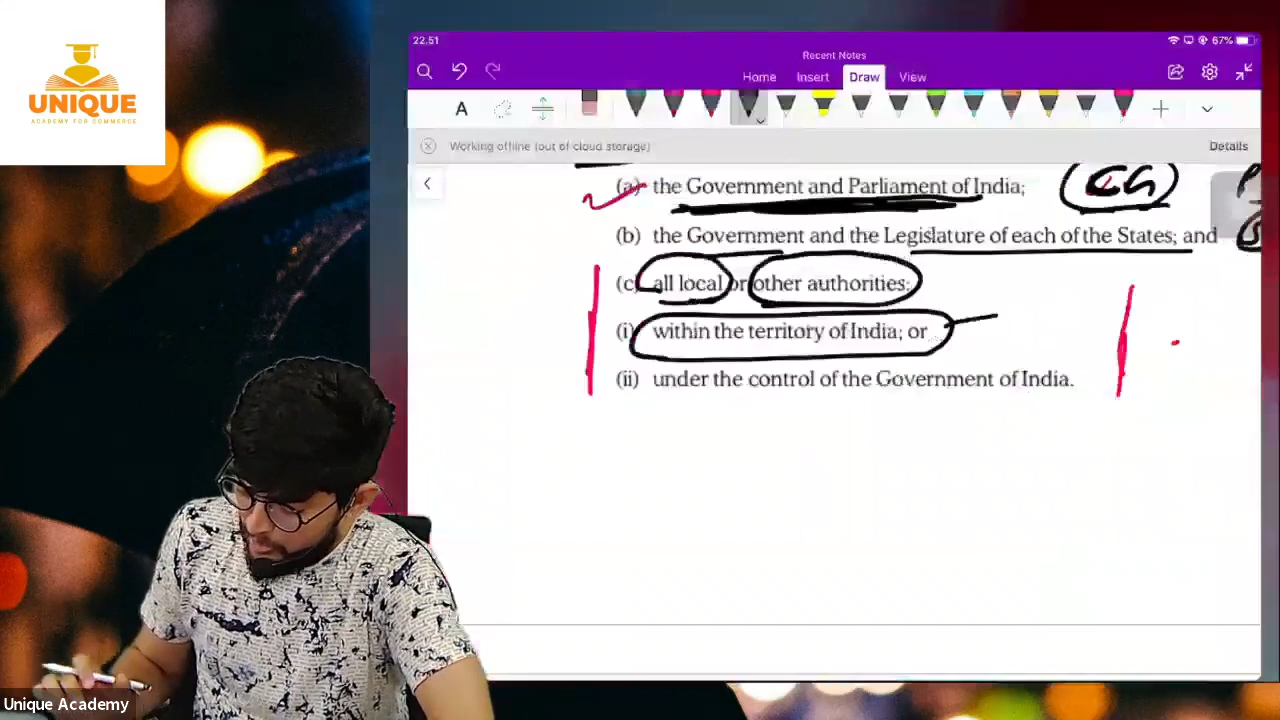 UNIQUE
ACADEMY FOR COMMERCE
22.51
67%
Recent Notes
Home Insert Draw View
A
Working offline (out of cloud storage)
Details
(a) the Government and Parliament of India;
CG
(b) the Government and the Legislature of each of the States; and
(c) all local or other authorities;
(i) within the territory of India; or
(ii) under the control of the Government of India.
Unique Academy